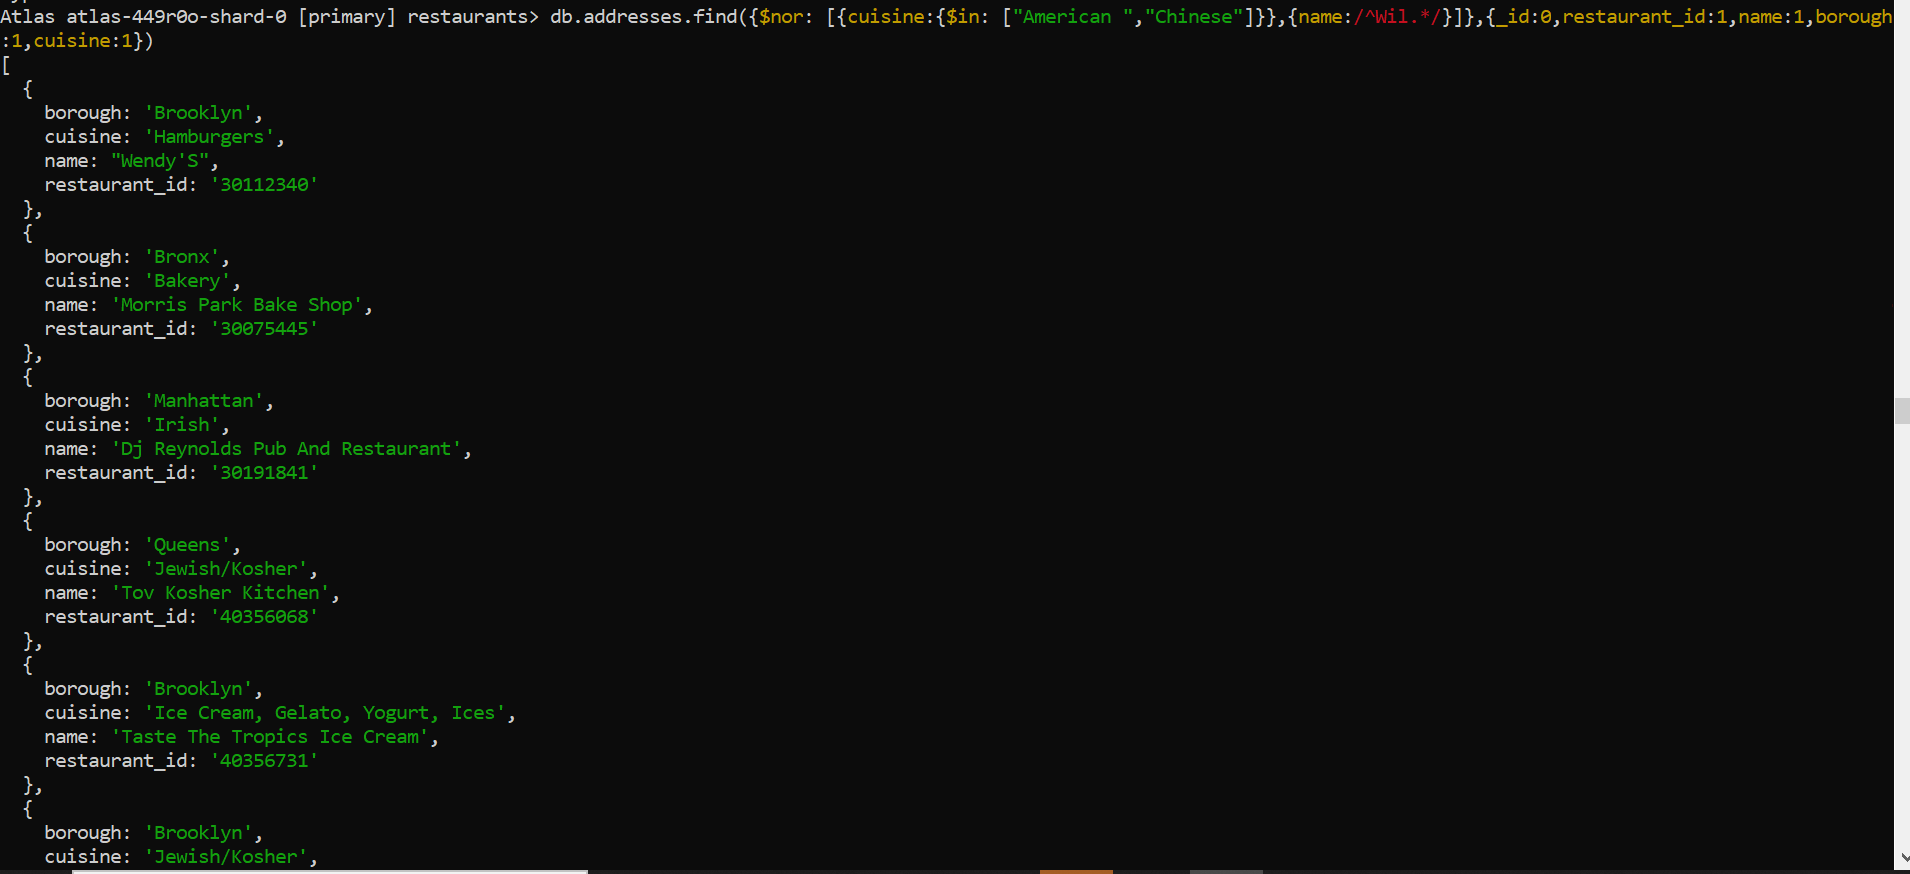 Atlas atlas-449r0o-shard-0 [primary] restaurants> db.addresses.find({$nor: [{cuisine:{$in: ["American ","Chinese"]}},{name:/^Wil.*/}]},{_id:0,restaurant_id:1,name:1,borough
:1,cuisine:1})
[
  {
    borough: 'Brooklyn',
    cuisine: 'Hamburgers',
    name: "Wendy'S",
    restaurant_id: '30112340'
  },
  {
    borough: 'Bronx',
    cuisine: 'Bakery',
    name: 'Morris Park Bake Shop',
    restaurant_id: '30075445'
  },
  {
    borough: 'Manhattan',
    cuisine: 'Irish',
    name: 'Dj Reynolds Pub And Restaurant',
    restaurant_id: '30191841'
  },
  {
    borough: 'Queens',
    cuisine: 'Jewish/Kosher',
    name: 'Tov Kosher Kitchen',
    restaurant_id: '40356068'
  },
  {
    borough: 'Brooklyn',
    cuisine: 'Ice Cream, Gelato, Yogurt, Ices',
    name: 'Taste The Tropics Ice Cream',
    restaurant_id: '40356731'
  },
  {
    borough: 'Brooklyn',
    cuisine: 'Jewish/Kosher',